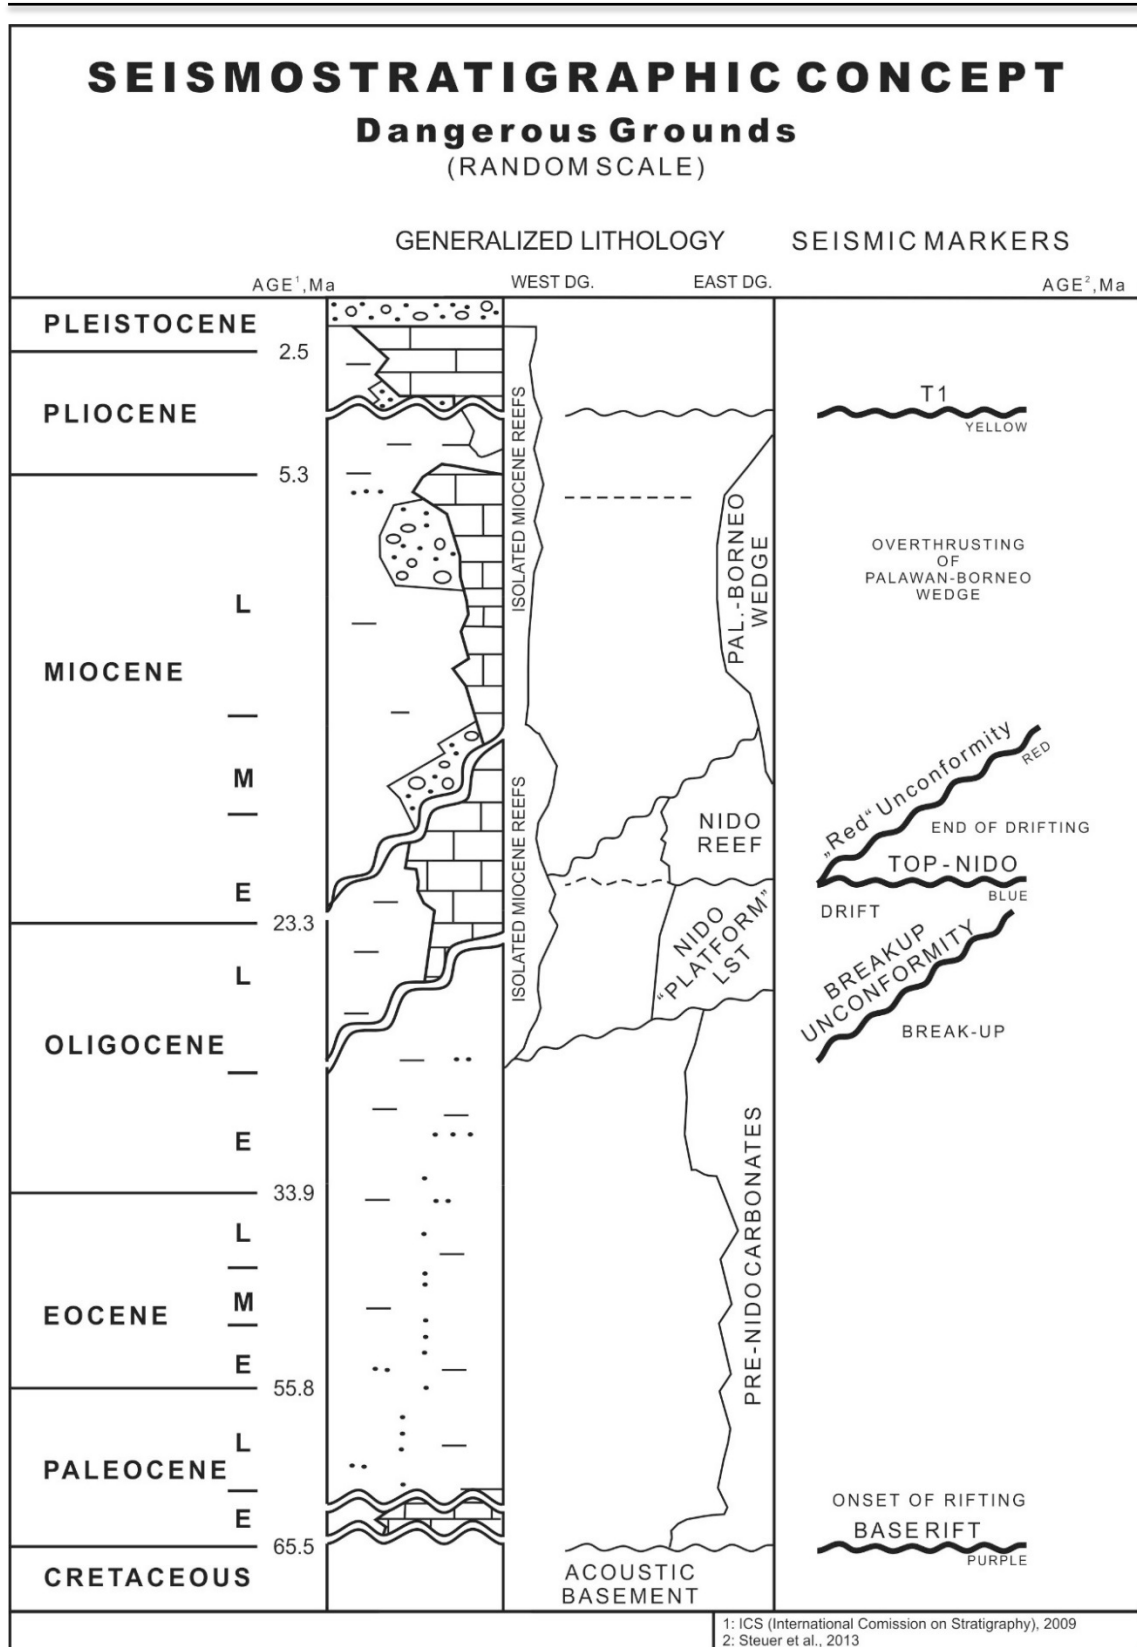 SEISMOSTRATIGRAPHIC CONCEPT
Dangerous Grounds
(RANDOM SCALE)
GENERALIZED LITHOLOGY
SEISMIC MARKERS
AGE¹,Ma
WEST DG.
EAST DG.
AGE²,Ma
PLEISTOCENE
2.5
PLIOCENE
5.3
L
MIOCENE
M
E
23.3
L
OLIGOCENE
E
33.9
L
EOCENE
M
E
55.8
L
PALEOCENE
E
65.5
CRETACEOUS
ISOLATED MIOCENE REEFS
ISOLATED MIOCENE REEFS
PAL.-BORNEO
WEDGE
NIDO
REEF
NIDO
"PLATFORM"
LST
PRE-NIDOCARBONATES
ACOUSTIC
BASEMENT
T1
YELLOW
OVERTHRUSTING
OF
PALAWAN-BORNEO
WEDGE
„Red“ Unconformity
RED
END OF DRIFTING
TOP-NIDO
BLUE
DRIFT
BREAKUP
UNCONFORMITY
BREAK-UP
ONSET OF RIFTING
BASE RIFT
PURPLE
1: ICS (International Comission on Stratigraphy), 2009
2: Steuer et al., 2013